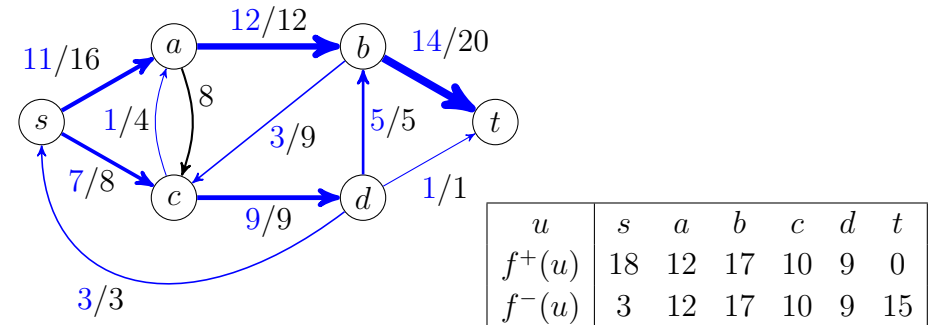 12/12
14/20
11/16
a
b
8
s
1/4
3/9
5/5
t
7/8
c
9/9
d
1/1
3/3
u s a b c d t
f⁺(u) 18 12 17 10 9 0
f⁻(u) 3 12 17 10 9 15